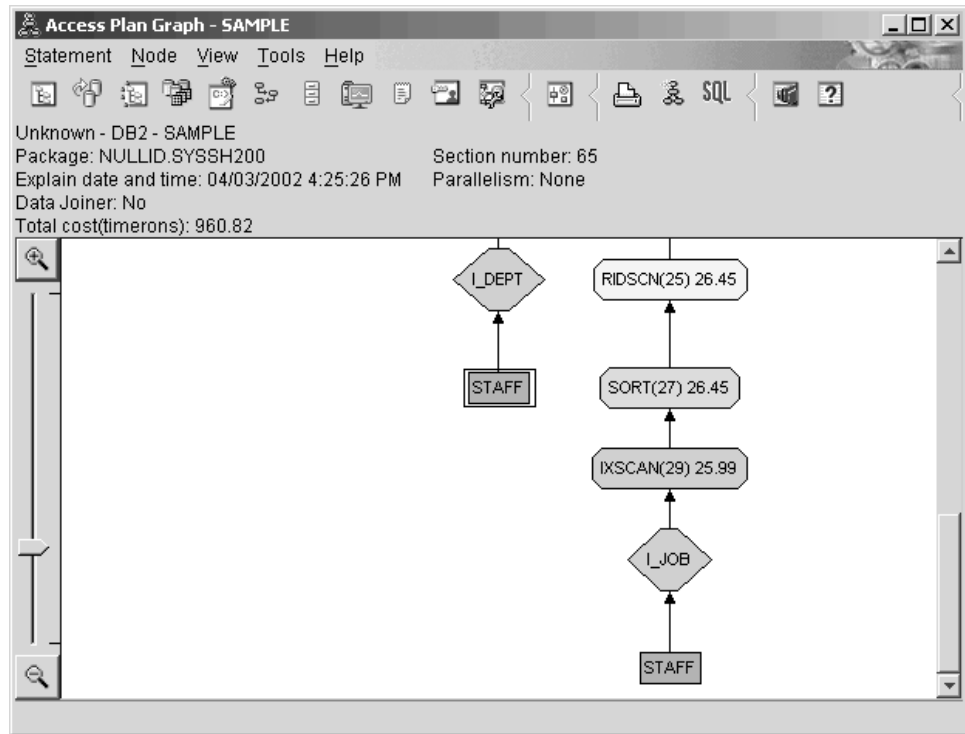 Access Plan Graph - SAMPLE
Statement Node View Tools Help
SQL ?
Unknown - DB2 - SAMPLE
Package: NULLID.SYSSH200 Section number: 65
Explain date and time: 04/03/2002 4:25:26 PM Parallelism: None
Data Joiner: No
Total cost(timerons): 960.82
I_DEPT RIDSCN(25) 26.45
STAFF SORT(27) 26.45
IXSCAN(29) 25.99
I_JOB
STAFF